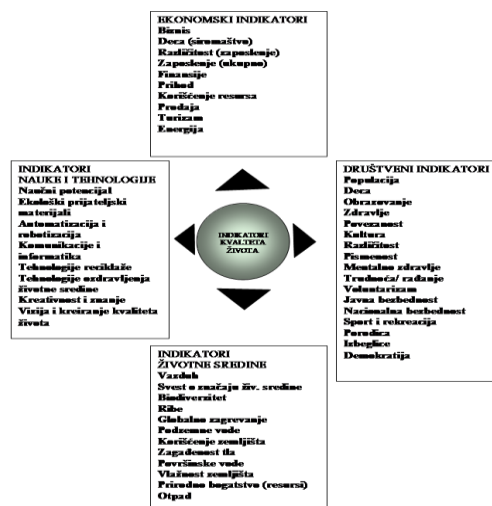 EKONOMSKI INDIKATORI
Biznis
Deca (siromaštvo)
Različitost (zaposlenje)
Zaposlenje (ukupno)
Finansije
Prihod
Korišćenje resursa
Prodaja
Turizam
Energija
INDIKATORI
NAUKE I TEHNOLOGIJE
Naučni potencijal
Ekološki prijateljski
materijali
Automatizacija i
robotizacija
Komunikacije i
informatika
Tehnologije reciklaže
Tehnologije ozdravljenja
životne sredine
Kreativnost i znanje
Vizija i kreiranje kvaliteta
života
INDIKATORI
KVALTETA
ŽIVOTA
DRUŠTVENI INDIKATORI
Populacija
Deca
Obrazovanje
Zdravlje
Povezanost
Kultura
Različitost
Pismenost
Mentalno zdravlje
Trudnoća/ rađanje
Voluntarizam
Javna bezbednost
Nacionalna bezbednost
Sport i rekreacija
Porodica
Izbeglice
Demokratija
INDIKATORI
ŽIVOTNE SREDINE
Vazduh
Svest o značaju živ. sredine
Biodiverzitet
Ribe
Globalno zagrevanje
Podzemne vode
Korišćenje zemljišta
Zagađenost tla
Površinske vode
Vlažnost zemljišta
Prirodno bogatstvo (resursi)
Otpad